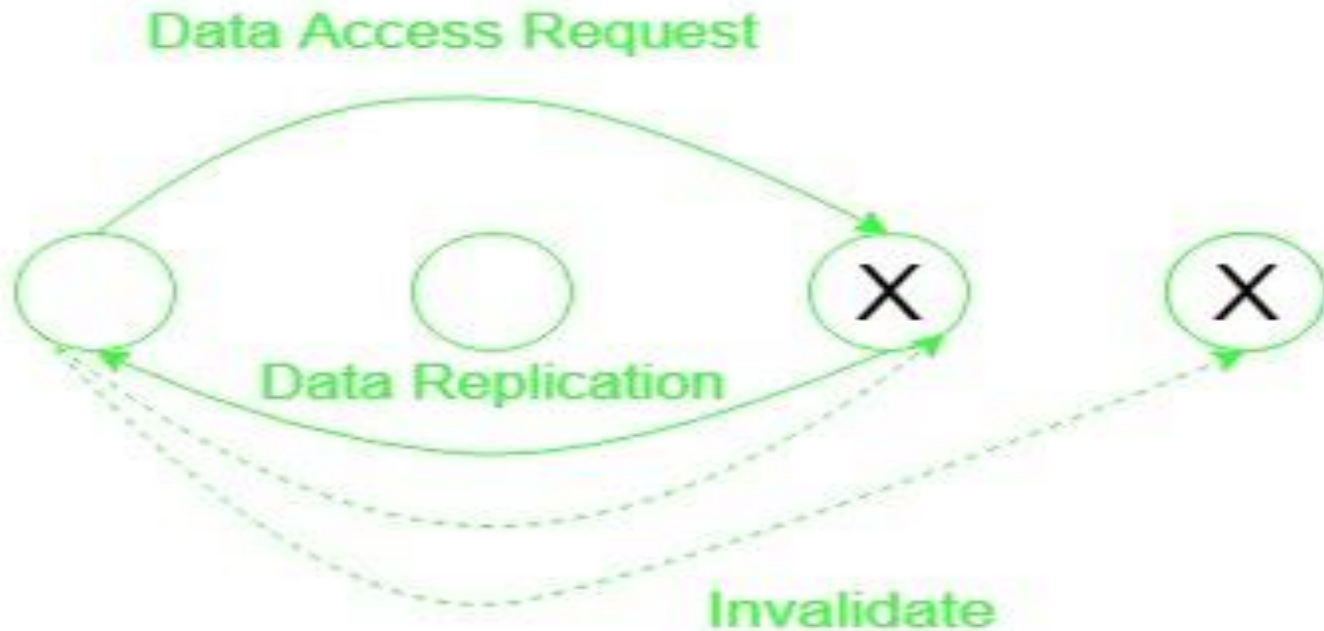 Data Access Request
X
X
Data Replication
Invalidate